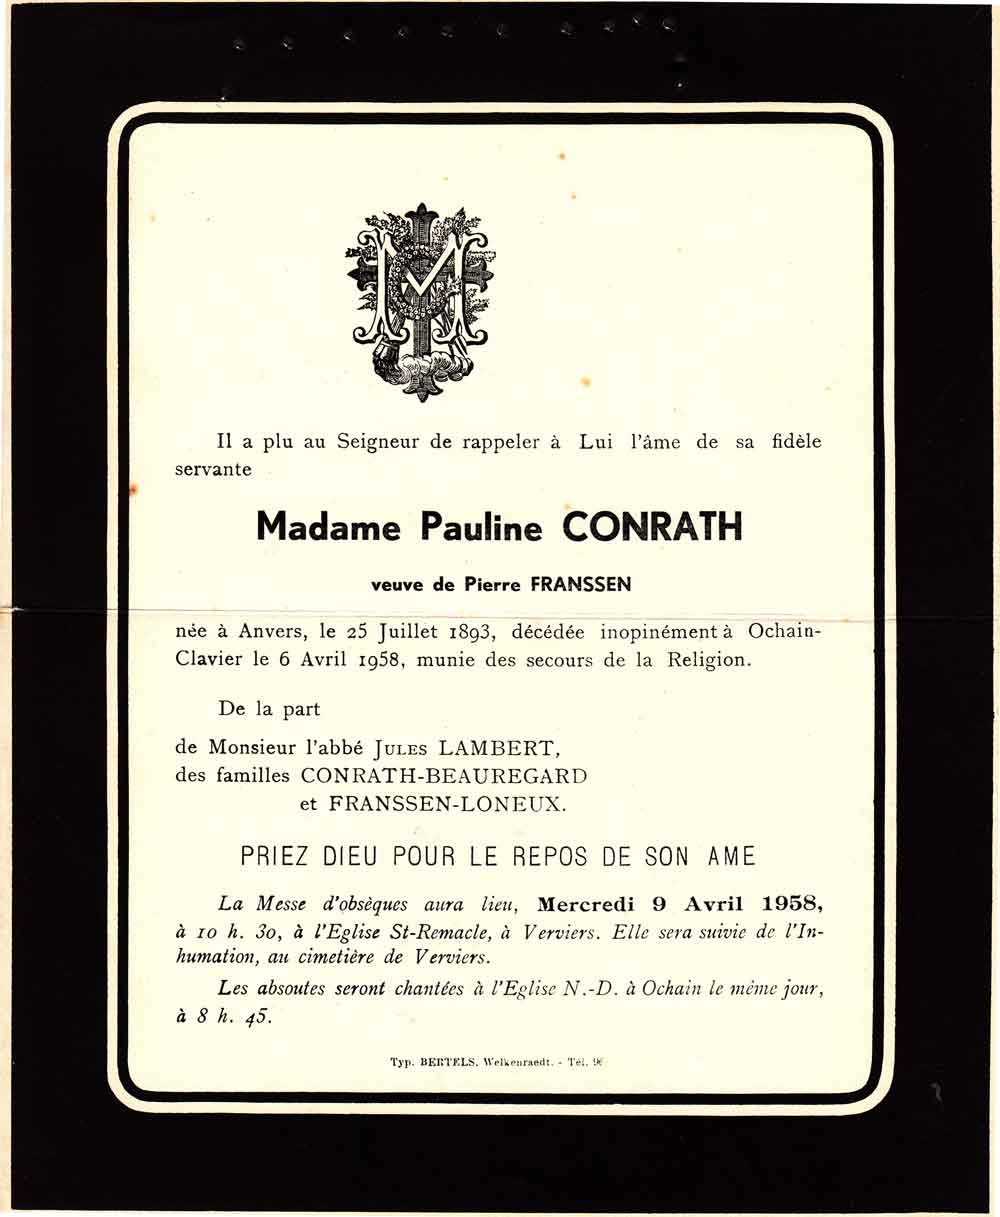 Il a plu au Seigneur de rappeler à Lui l'âme de sa fidèle
servante
Madame Pauline CONRATH
veuve de Pierre FRANSSEN
née à Anvers, le 25 Juillet 1893, décédée inopinément à Ochain-
Clavier le 6 Avril 1958, munie des secours de la Religion.
De la part
de Monsieur l'abbé JULES LAMBERT,
des familles CONRATH-BEAUREGARD
et FRANSSEN-LONEUX.
PRIEZ DIEU POUR LE REPOS DE SON AME
La Messe d'obsèques aura lieu, Mercredi 9 Avril 1958,
à 10 h. 30, à l'Eglise St-Remacle, à Verviers. Elle sera suivie de l'In-
humation, au cimetière de Verviers.
Les absoutes seront chantées à l'Eglise N.-D. à Ochain le même jour,
à 8 h. 45.
Typ. BERTELS, Welkenraedt. - Tél.